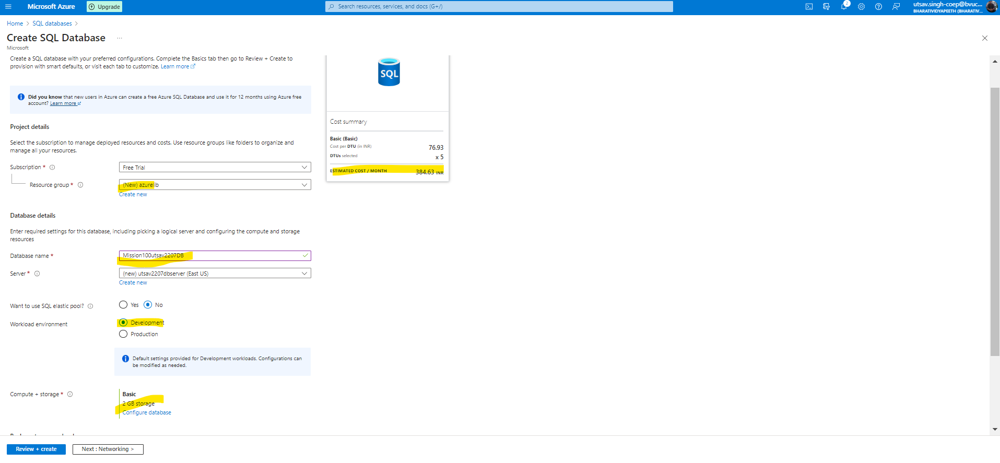 Microsoft Azure
Upgrade
Search resources, services, and docs (G+/)
2
utsav.singh-coep@bvuc...
BHARATIVIDYAPEETH (BHARATIV...
Home > SQL databases >
Create SQL Database ...
Microsoft
Create a SQL database with your preferred configurations. Complete the Basics tab then go to Review + Create to
provision with smart defaults, or visit each tab to customize. Learn more
Did you know that new users in Azure can create a free Azure SQL Database and use it for 12 months using Azure free
account? Learn more
Project details
Select the subscription to manage deployed resources and costs. Use resource groups like folders to organize and
manage all your resources.
Subscription *
Free Trial
Resource group *
(New) azurelib
Create new
Database details
Enter required settings for this database, including picking a logical server and configuring the compute and storage
resources
Database name *
Mission100utsav2207DB
Server *
(new) utsav2207dbserver (East US)
Create new
Want to use SQL elastic pool?
Yes No
Workload environment
Development
Production
Default settings provided for Development workloads. Configurations can
be modified as needed.
Compute + storage *
Basic
2 GB storage
Configure database
SQL
Cost summary
Basic (Basic)
Cost per DTU (in INR) 76.93
DTUs selected x 5
ESTIMATED COST / MONTH 384.63 INR
Review + create
Next : Networking >